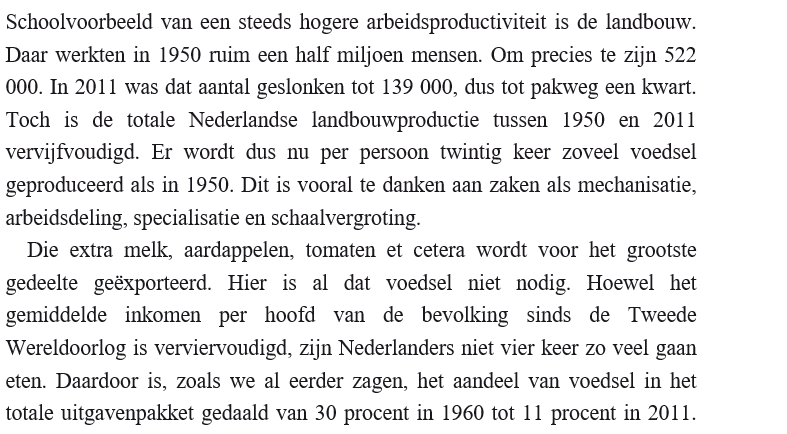 Schoolvoorbeeld van een steeds hogere arbeidsproductiviteit is de landbouw.
Daar werkten in 1950 ruim een half miljoen mensen. Om precies te zijn 522
000. In 2011 was dat aantal geslonken tot 139 000, dus tot pakweg een kwart.
Toch is de totale Nederlandse landbouwproductie tussen 1950 en 2011
vervijfvoudigd. Er wordt dus nu per persoon twintig keer zoveel voedsel
geproduceerd als in 1950. Dit is vooral te danken aan zaken als mechanisatie,
arbeidsdeling, specialisatie en schaalvergroting.
Die extra melk, aardappelen, tomaten et cetera wordt voor het grootste
gedeelte geëxporteerd. Hier is al dat voedsel niet nodig. Hoewel het
gemiddelde inkomen per hoofd van de bevolking sinds de Tweede
Wereldoorlog is verviervoudigd, zijn Nederlanders niet vier keer zo veel gaan
eten. Daardoor is, zoals we al eerder zagen, het aandeel van voedsel in het
totale uitgavenpakket gedaald van 30 procent in 1960 tot 11 procent in 2011.